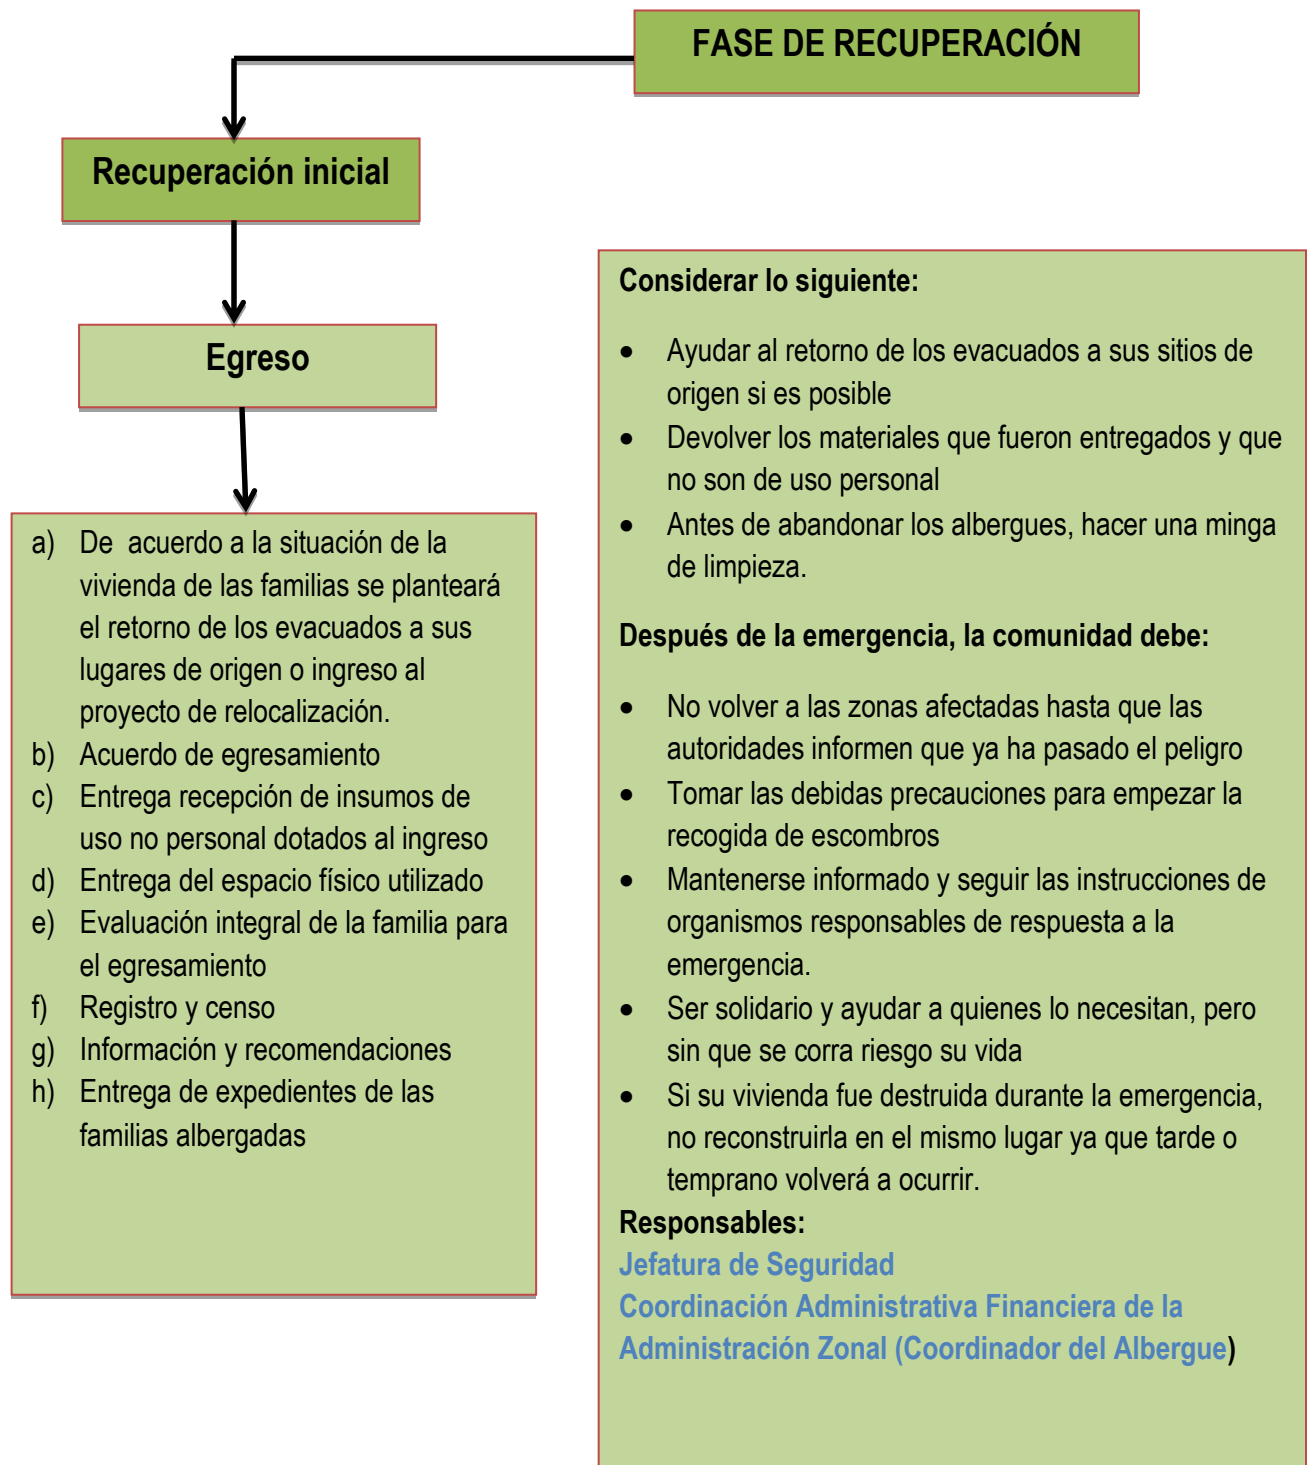 FASE DE RECUPERACIÓN
Recuperación inicial
Egreso
a) De acuerdo a la situación de la
vivienda de las familias se planteará
el retorno de los evacuados a sus
lugares de origen o ingreso al
proyecto de relocalización.
b) Acuerdo de egresamiento
c) Entrega recepción de insumos de
uso no personal dotados al ingreso
d) Entrega del espacio físico utilizado
e) Evaluación integral de la familia para
el egresamiento
f) Registro y censo
g) Información y recomendaciones
h) Entrega de expedientes de las
familias albergadas
Considerar lo siguiente:
• Ayudar al retorno de los evacuados a sus sitios de
origen si es posible
• Devolver los materiales que fueron entregados y que
no son de uso personal
• Antes de abandonar los albergues, hacer una minga
de limpieza.
Después de la emergencia, la comunidad debe:
• No volver a las zonas afectadas hasta que las
autoridades informen que ya ha pasado el peligro
• Tomar las debidas precauciones para empezar la
recogida de escombros
• Mantenerse informado y seguir las instrucciones de
organismos responsables de respuesta a la
emergencia.
• Ser solidario y ayudar a quienes lo necesitan, pero
sin que se corra riesgo su vida
• Si su vivienda fue destruida durante la emergencia,
no reconstruirla en el mismo lugar ya que tarde o
temprano volverá a ocurrir.
Responsables:
Jefatura de Seguridad
Coordinación Administrativa Financiera de la
Administración Zonal (Coordinador del Albergue)